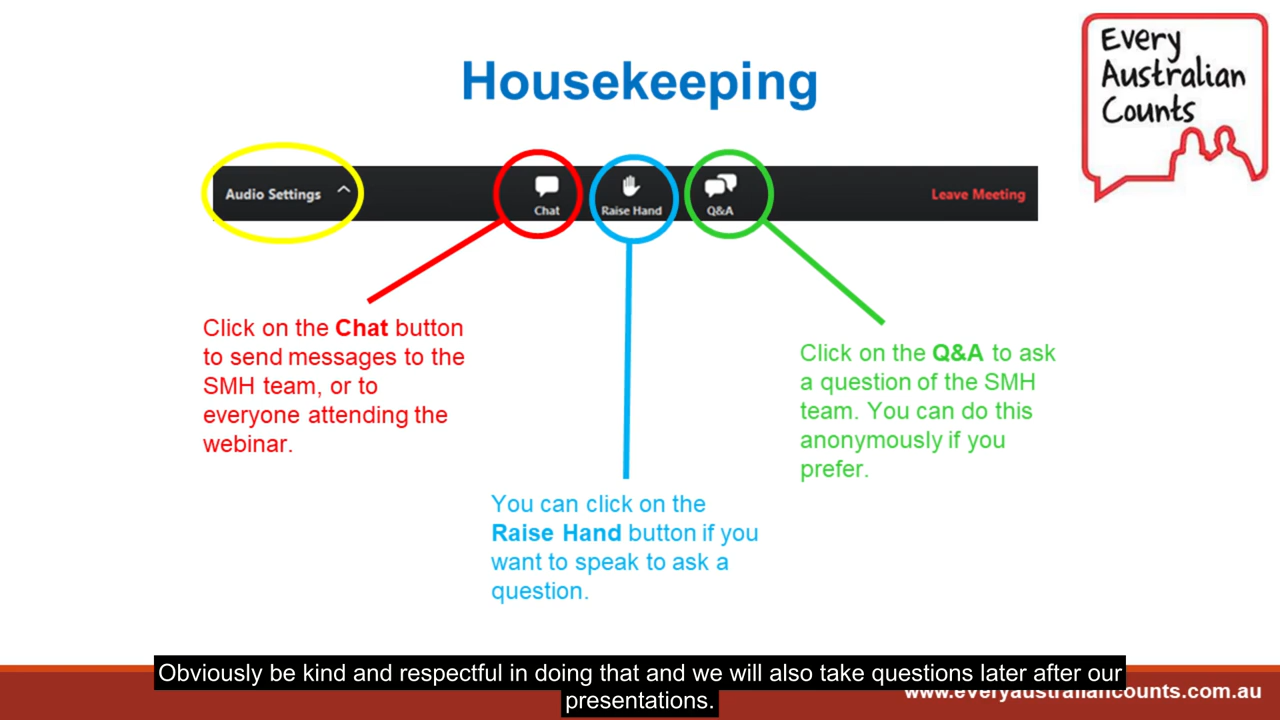 Housekeeping
Every
Australian
Counts
Audio Settings
Chat
Raise Hand
Q&A
Leave Meeting
Click on the Chat button
to send messages to the
SMH team, or to
everyone attending the
webinar.
Click on the Q&A to ask
a question of the SMH
team. You can do this
anonymously if you
prefer.
You can click on the
Raise Hand button if you
want to speak to ask a
question.
Obviously be kind and respectful in doing that and we will also take questions later after our
presentations.
www.everyaustraliancounts.com.au